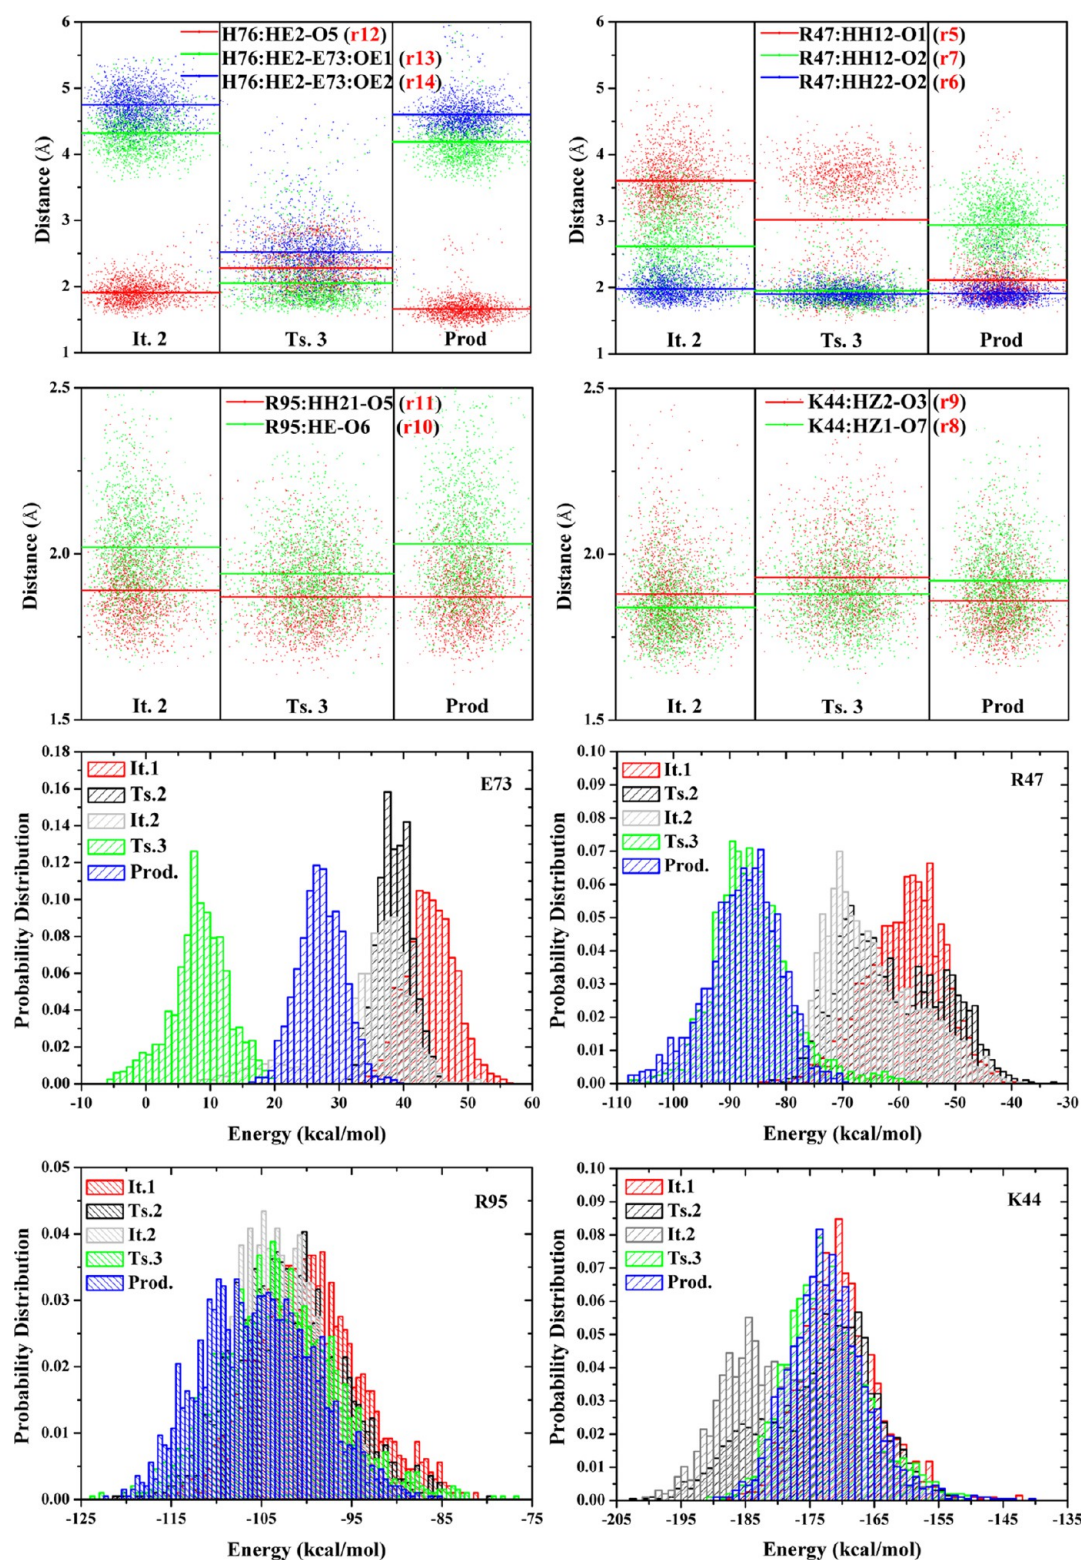 6
5
4
3
2
1
Distance (Å)
H76:HE2-O5 (r12)
H76:HE2-E73:OE1 (r13)
H76:HE2-E73:OE2 (r14)
It. 2
Ts. 3
Prod
6
5
4
3
2
1
Distance (Å)
R47:HH12-O1 (r5)
R47:HH12-O2 (r7)
R47:HH22-O2 (r6)
It. 2
Ts. 3
Prod
2.5
2.0
1.5
Distance (Å)
R95:HH21-O5 (r11)
R95:HE-O6 (r10)
It. 2
Ts. 3
Prod
2.5
2.0
1.5
Distance (Å)
K44:HZ2-O3 (r9)
K44:HZ1-O7 (r8)
It. 2
Ts. 3
Prod
0.18
0.16
0.14
0.12
0.10
0.08
0.06
0.04
0.02
0.00
Probability Distribution
It.1
Ts.2
It.2
Ts.3
Prod.
E73
-10 0 10 20 30 40 50 60
Energy (kcal/mol)
0.10
0.09
0.08
0.07
0.06
0.05
0.04
0.03
0.02
0.01
0.00
Probability Distribution
It.1
Ts.2
It.2
Ts.3
Prod.
R47
-110 -100 -90 -80 -70 -60 -50 -40 -30
Energy (kcal/mol)
0.05
0.04
0.03
0.02
0.01
0.00
Probability Distribution
It.1
Ts.2
It.2
Ts.3
Prod.
R95
-125 -115 -105 -95 -85 -75
Energy (kcal/mol)
0.10
0.09
0.08
0.07
0.06
0.05
0.04
0.03
0.02
0.01
0.00
Probability Distribution
It.1
Ts.2
It.2
Ts.3
Prod.
K44
-205 -195 -185 -175 -165 -155 -145 -135
Energy (kcal/mol)